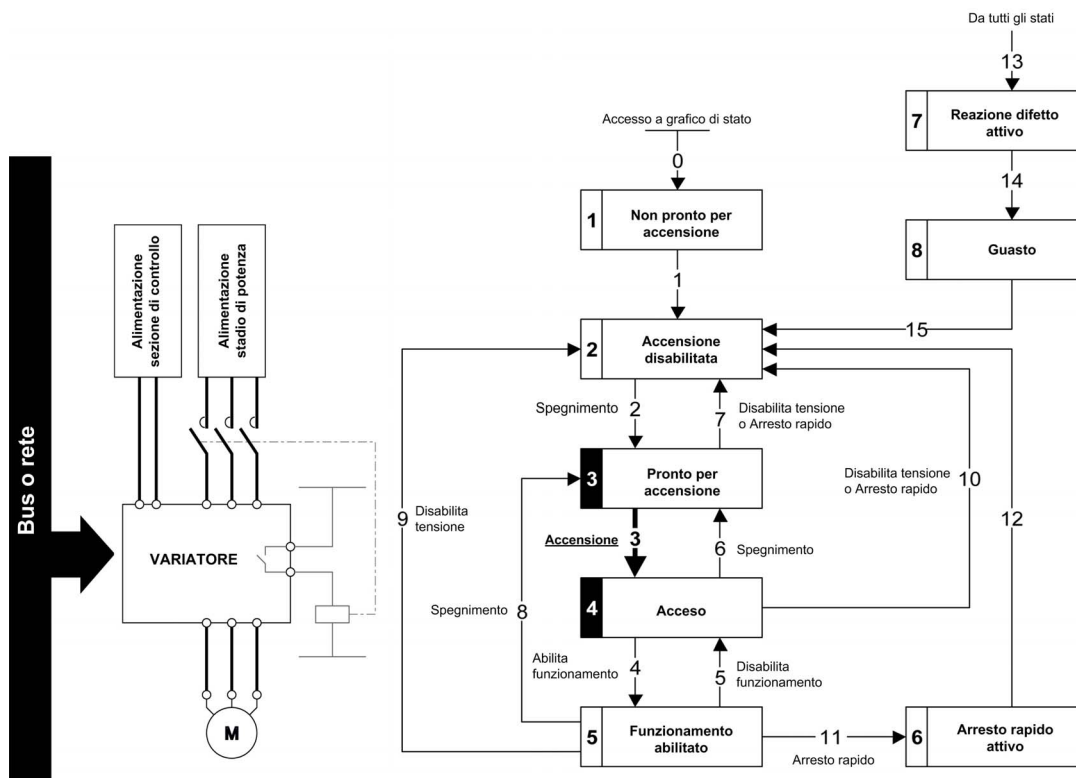 Bus o rete
Alimentazione
sezione di controllo
Alimentazione
stadio di potenza
VARIATORE
M
Accesso a grafico di stato
0
1
Non pronto per
accensione
1
2
Accensione
disabilitata
Spegnimento
2
7
Disabilita tensione
o Arresto rapido
3
Pronto per
accensione
Accensione
3
6
Spegnimento
4
Acceso
Abilita
funzionamento
4
5
Disabilita
funzionamento
5
Funzionamento
abilitato
9
Disabilita
tensione
Spegnimento
8
Disabilita tensione
o Arresto rapido
10
12
11
Arresto rapido
6
Arresto rapido
attivo
Da tutti gli stati
13
7
Reazione difetto
attivo
14
8
Guasto
15